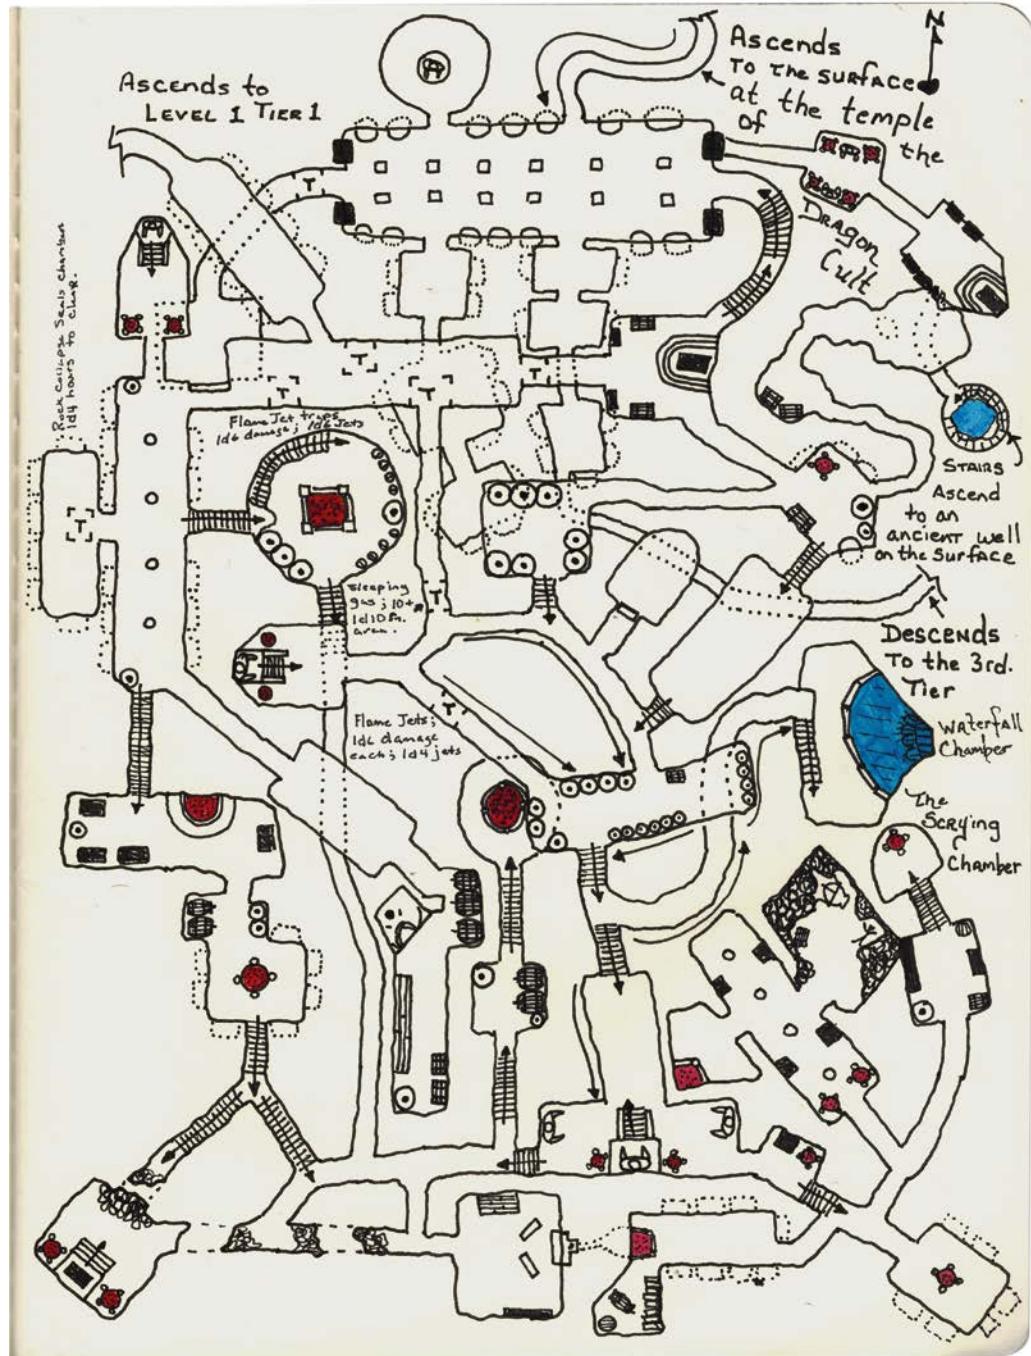 N
Ascends to
Level 1 Tier 1
Ascends
To the surface
at the temple
of the
Dragon
Cult
Rock collapse seals chamber
1d4 hours to clear.
T
T
T
T
T
T
Flame Jet traps
1d6 damage; 1d6 Jets
Stairs
Ascend
to an
ancient well
on the surface
T
Sleeping
gas; 10+
1d10 ft.
area.
Descends
To the 3rd.
Tier
Waterfall
Chamber
T
Flame Jets;
1d6 damage
each; 1d4 jets
The
Scrying
Chamber